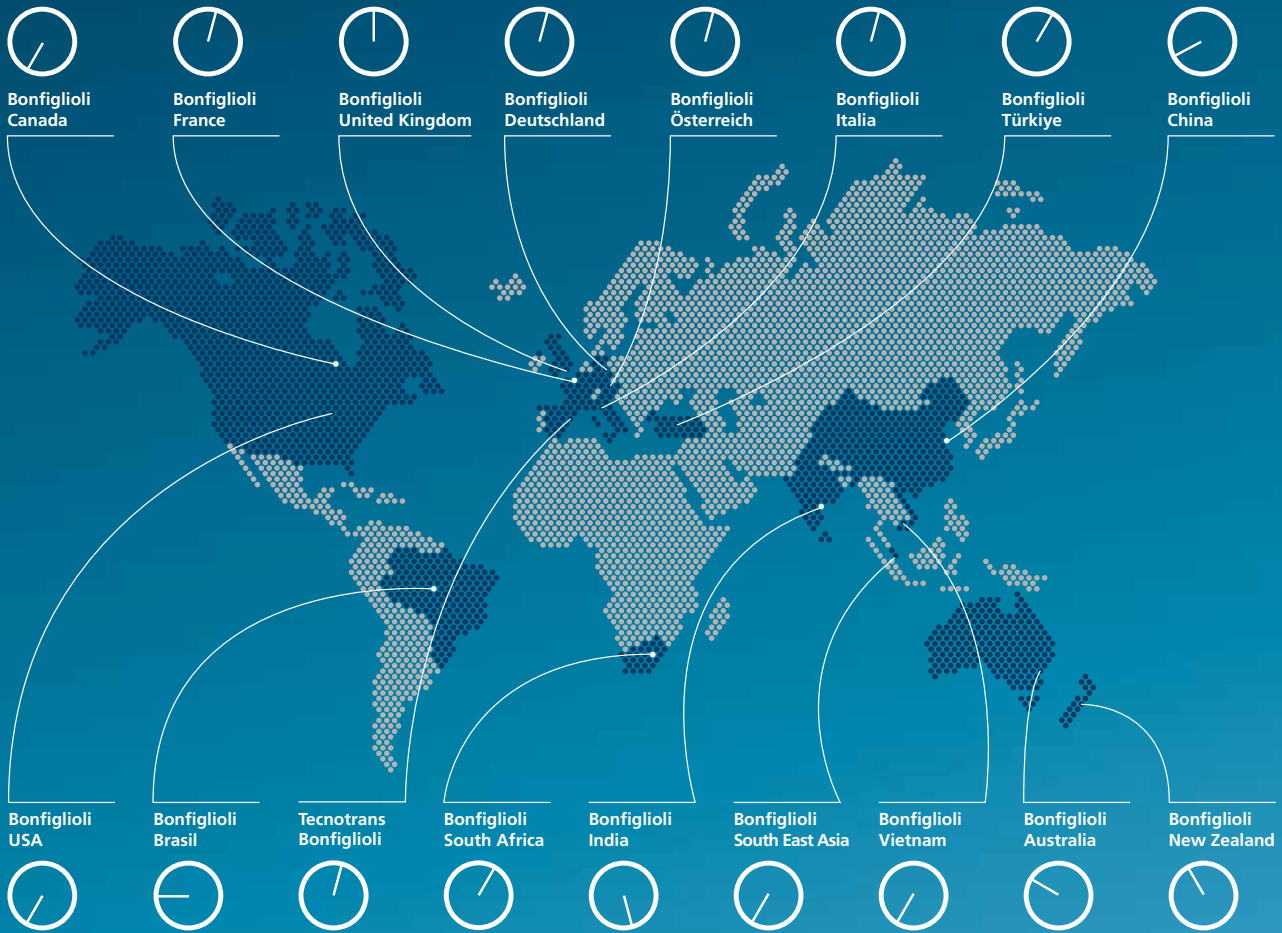 Bonfiglioli
Canada
Bonfiglioli
France
Bonfiglioli
United Kingdom
Bonfiglioli
Deutschland
Bonfiglioli
Österreich
Bonfiglioli
Italia
Bonfiglioli
Türkiye
Bonfiglioli
China
Bonfiglioli
USA
Bonfiglioli
Brasil
Tecnotrans
Bonfiglioli
Bonfiglioli
South Africa
Bonfiglioli
India
Bonfiglioli
South East Asia
Bonfiglioli
Vietnam
Bonfiglioli
Australia
Bonfiglioli
New Zealand